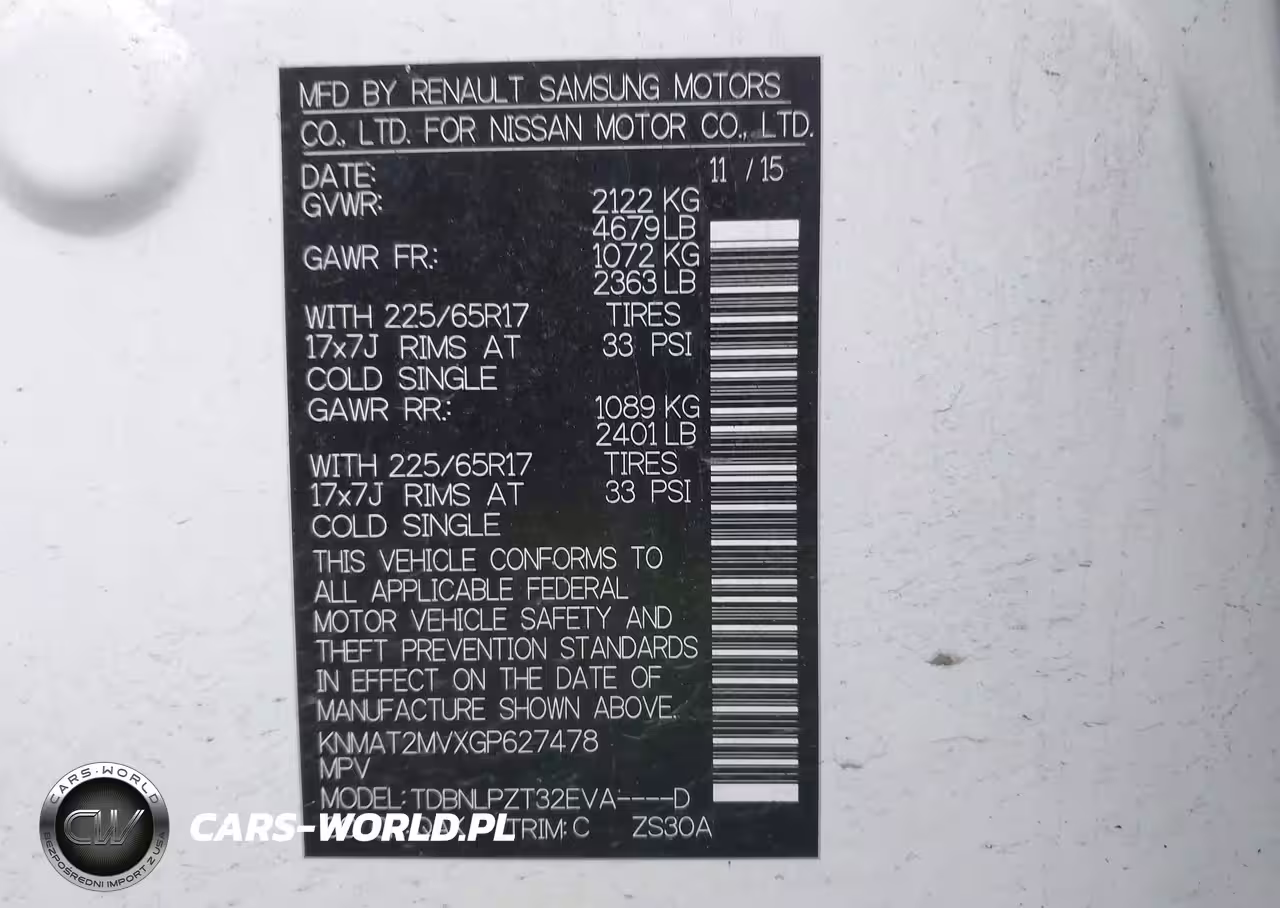 MFD BY RENAULT SAMSUNG MOTORS
CO., LTD. FOR NISSAN MOTOR CO., LTD.
DATE: 11 / 15
GVWR: 2122 KG
4679 LB
GAWR FR.: 1072 KG
2363 LB
WITH 225/65R17 TIRES
17x7J RIMS AT 33 PSI
COLD SINGLE
GAWR RR.: 1089 KG
2401 LB
WITH 225/65R17 TIRES
17x7J RIMS AT 33 PSI
COLD SINGLE
THIS VEHICLE CONFORMS TO
ALL APPLICABLE FEDERAL
MOTOR VEHICLE SAFETY AND
THEFT PREVENTION STANDARDS
IN EFFECT ON THE DATE OF
MANUFACTURE SHOWN ABOVE.
KNMAT2MVXGP627478
MPV
MODEL: TDBNLPZT32EVA----D
TRIM: C ZS30A
CARS-WORLD
CW
BEZPOŚREDNI IMPORT Z USA
CARS-WORLD.PL